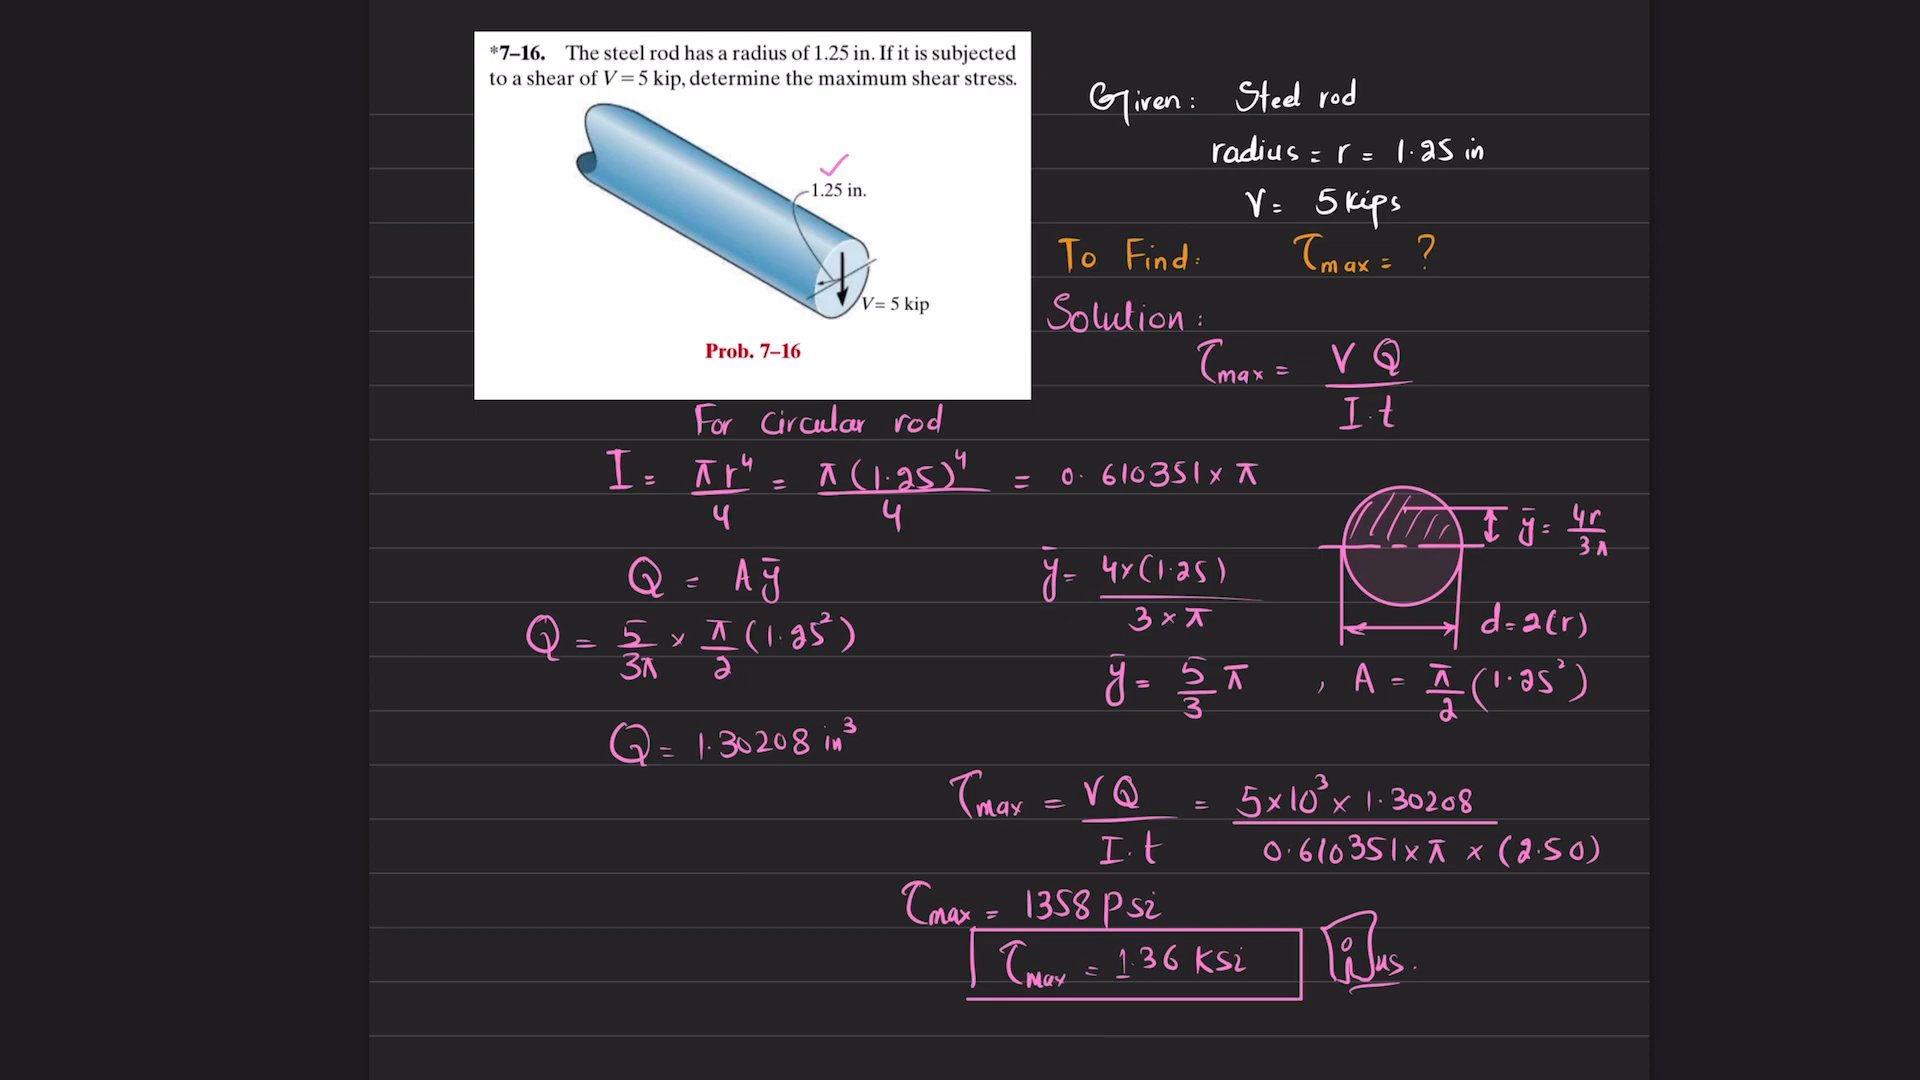 *7–16. The steel rod has a radius of 1.25 in. If it is subjected
to a shear of V = 5 kip, determine the maximum shear stress.
1.25 in.
V = 5 kip
Prob. 7–16
Given: Steel rod
radius = r = 1.25 in
V = 5 kips
To Find: τmax = ?
Solution:
τmax = V Q / I.t
For circular rod
I = πr⁴/4 = π(1.25)⁴/4 = 0.610351 × π
Q = A ȳ
Q = 5/3π × π/2 (1.25²)
Q = 1.30208 in³
ȳ = 4r/3π
d = 2(r)
ȳ = 4×(1.25) / 3 × π
ȳ = 5/3 π , A = π/2 (1.25²)
τmax = V Q / I.t = 5×10³ × 1.30208 / 0.610351 × π × (2.50)
τmax = 1358 psi
τmax = 1.36 ksi